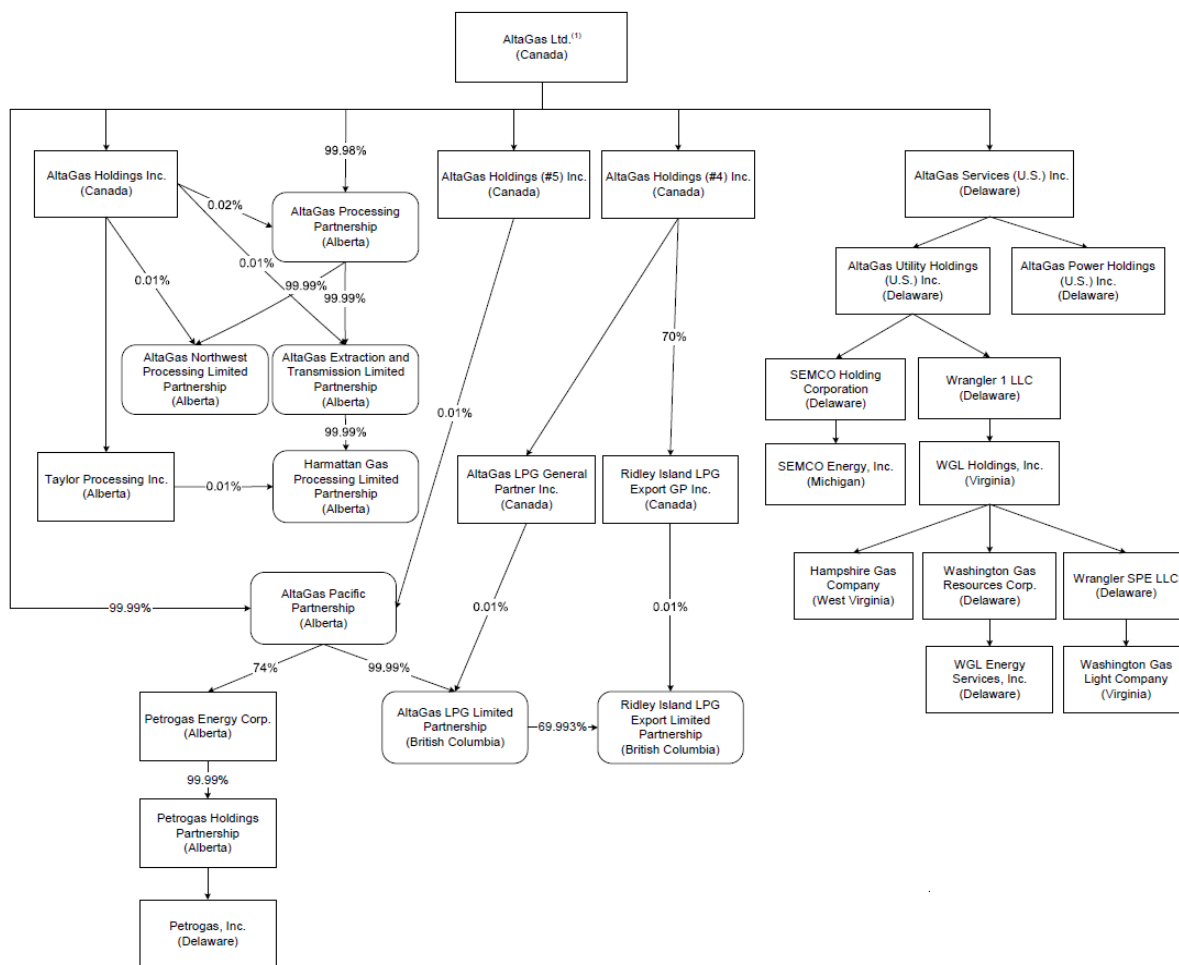 AltaGas Ltd.(1)
(Canada)
99.98%
AltaGas Holdings Inc.
(Canada)
AltaGas Holdings (#5) Inc.
(Canada)
AltaGas Holdings (#4) Inc.
(Canada)
AltaGas Services (U.S.) Inc.
(Delaware)
0.02%
AltaGas Processing
Partnership
(Alberta)
AltaGas Utility Holdings
(U.S.) Inc.
(Delaware)
AltaGas Power Holdings
(U.S.) Inc.
(Delaware)
0.01%
0.01%
99.99%
99.99%
70%
AltaGas Northwest
Processing Limited
Partnership
(Alberta)
AltaGas Extraction and
Transmission Limited
Partnership
(Alberta)
SEMCO Holding
Corporation
(Delaware)
Wrangler 1 LLC
(Delaware)
0.01%
99.99%
Taylor Processing Inc.
(Alberta)
0.01%
Harmattan Gas
Processing Limited
Partnership
(Alberta)
AltaGas LPG General
Partner Inc.
(Canada)
Ridley Island LPG
Export GP Inc.
(Canada)
SEMCO Energy, Inc.
(Michigan)
WGL Holdings, Inc.
(Virginia)
Hampshire Gas
Company
(West Virginia)
Washington Gas
Resources Corp.
(Delaware)
Wrangler SPE LLC
(Delaware)
99.99%
AltaGas Pacific
Partnership
(Alberta)
0.01%
0.01%
74%
99.99%
WGL Energy
Services, Inc.
(Delaware)
Washington Gas
Light Company
(Virginia)
Petrogas Energy Corp.
(Alberta)
AltaGas LPG Limited
Partnership
(British Columbia)
69.993%
Ridley Island LPG
Export Limited
Partnership
(British Columbia)
99.99%
Petrogas Holdings
Partnership
(Alberta)
Petrogas, Inc.
(Delaware)